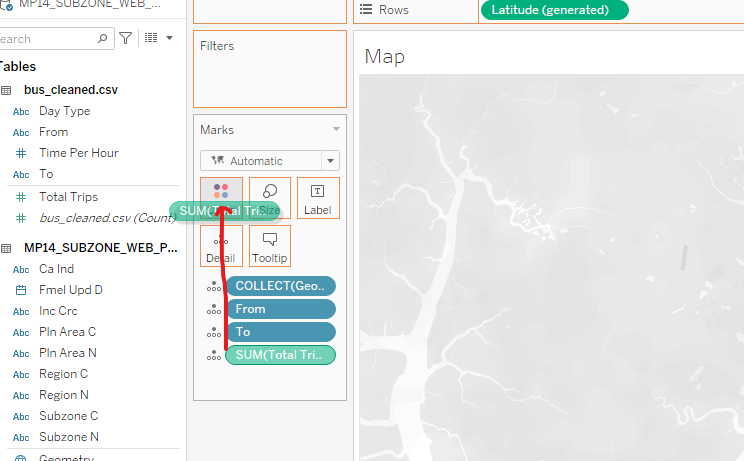 MP14_SUBZONE_WEB_...
Rows
Latitude (generated)
earch
Tables
bus_cleaned.csv
Abc Day Type
Abc From
# Time Per Hour
Abc To
# Total Trips
# bus_cleaned.csv (Count)
MP14_SUBZONE_WEB_P...
Abc Ca Ind
Fmel Upd D
Abc Inc Crc
Abc Pln Area C
Abc Pln Area N
Abc Region C
Abc Region N
Abc Subzone C
Abc Subzone N
Geometry
Filters
Marks
Automatic
SUM(Total Tri..
Size
T
Label
Detail
Tooltip
COLLECT(Geo..
From
To
SUM(Total Tri..
Map